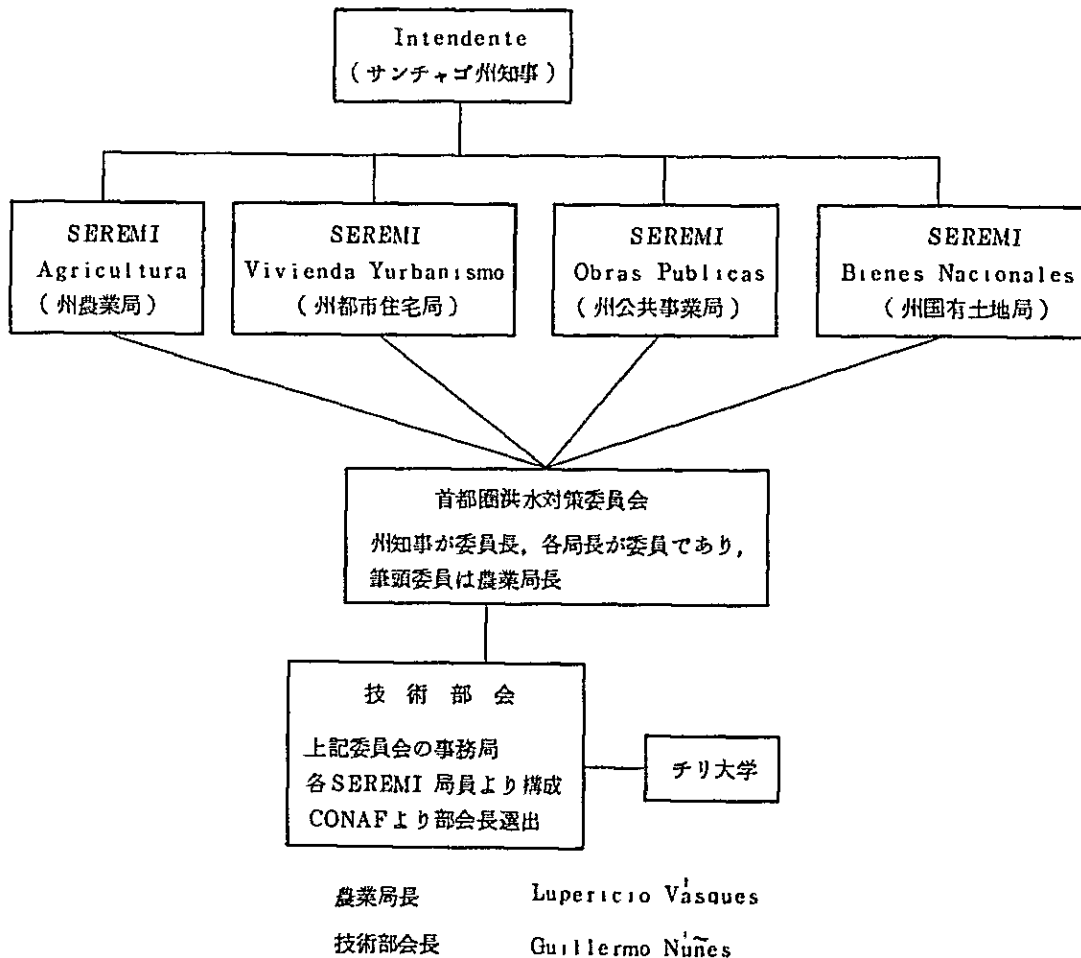 Intendente
(サンチャゴ州知事)
SEREMI
Agricultura
(州農業局)
SEREMI
Vivienda Yurbanismo
(州都市住宅局)
SEREMI
Obras Publicas
(州公共事業局)
SEREMI
Bienes Nacionales
(州国有土地局)
首都圏洪水対策委員会
州知事が委員長，各局長が委員であり，
筆頭委員は農業局長
技術部会
上記委員会の事務局
各SEREMI 局員より構成
CONAFより部会長選出
チリ大学
農業局長 Lupericio Vásques
技術部会長 Guillermo Núñes